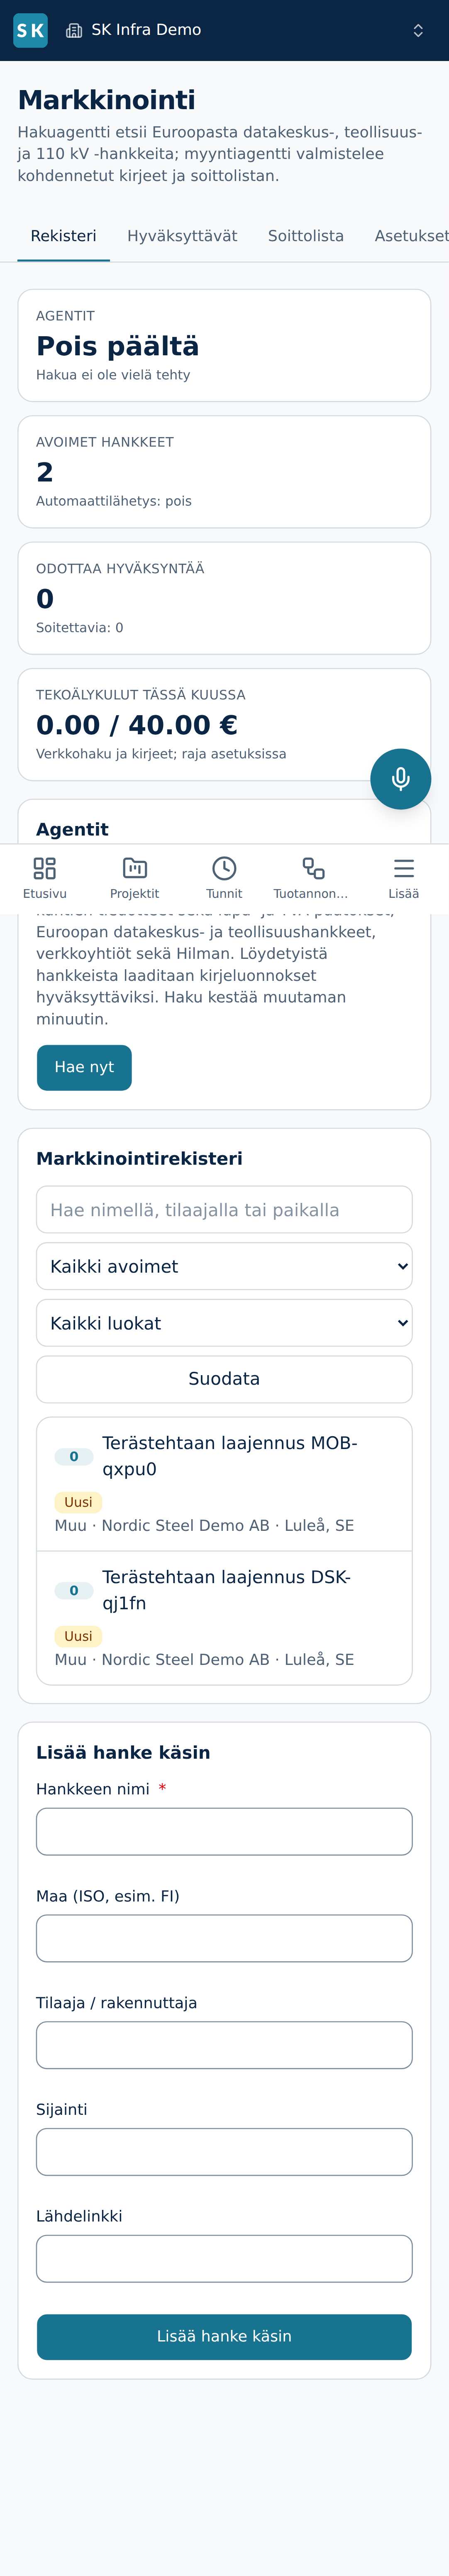 SK SK Infra Demo
Markkinointi
Hakuagentti etsii Euroopasta datakeskus-, teollisuus-
ja 110 kV -hankkeita; myyntiagentti valmistelee
kohdennetut kirjeet ja soittolistan.
Rekisteri Hyväksyttävät Soittolista Asetukset
AGENTIT
Pois päältä
Hakua ei ole vielä tehty
AVOIMET HANKKEET
2
Automaattilähetys: pois
ODOTTAA HYVÄKSYNTÄÄ
0
Soitettavia: 0
TEKOÄLYKULUT TÄSSÄ KUUSSA
0.00 / 40.00 €
Verkkohaku ja kirjeet; raja asetuksissa
Agentit
Etusivu Projektit Tunnit Tuotannon... Lisää
Euroopan datakeskus- ja teollisuushankkeet,
verkkoyhtiöt sekä Hilman. Löydetyistä
hankkeista laaditaan kirjeluonnokset
hyväksyttäviksi. Haku kestää muutaman
minuutin.
Hae nyt
Markkinointirekisteri
Hae nimellä, tilaajalla tai paikalla
Kaikki avoimet
Kaikki luokat
Suodata
0 Terästehtaan laajennus MOB-
qxpu0
Uusi
Muu · Nordic Steel Demo AB · Luleå, SE
0 Terästehtaan laajennus DSK-
qj1fn
Uusi
Muu · Nordic Steel Demo AB · Luleå, SE
Lisää hanke käsin
Hankkeen nimi *
Maa (ISO, esim. FI)
Tilaaja / rakennuttaja
Sijainti
Lähdelinkki
Lisää hanke käsin